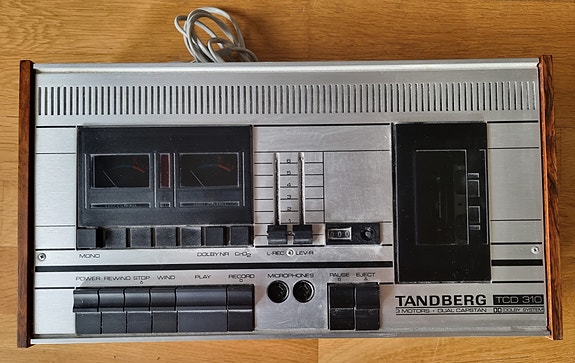 6
5
4
3
2
1
MONO DOLBY NR CrO2 L-REC LEV-R
POWER REWIND STOP WIND PLAY RECORD MICROPHONES PAUSE EJECT
TANDBERG TCD 310
3 MOTORS • DUAL CAPSTAN DOLBY SYSTEM